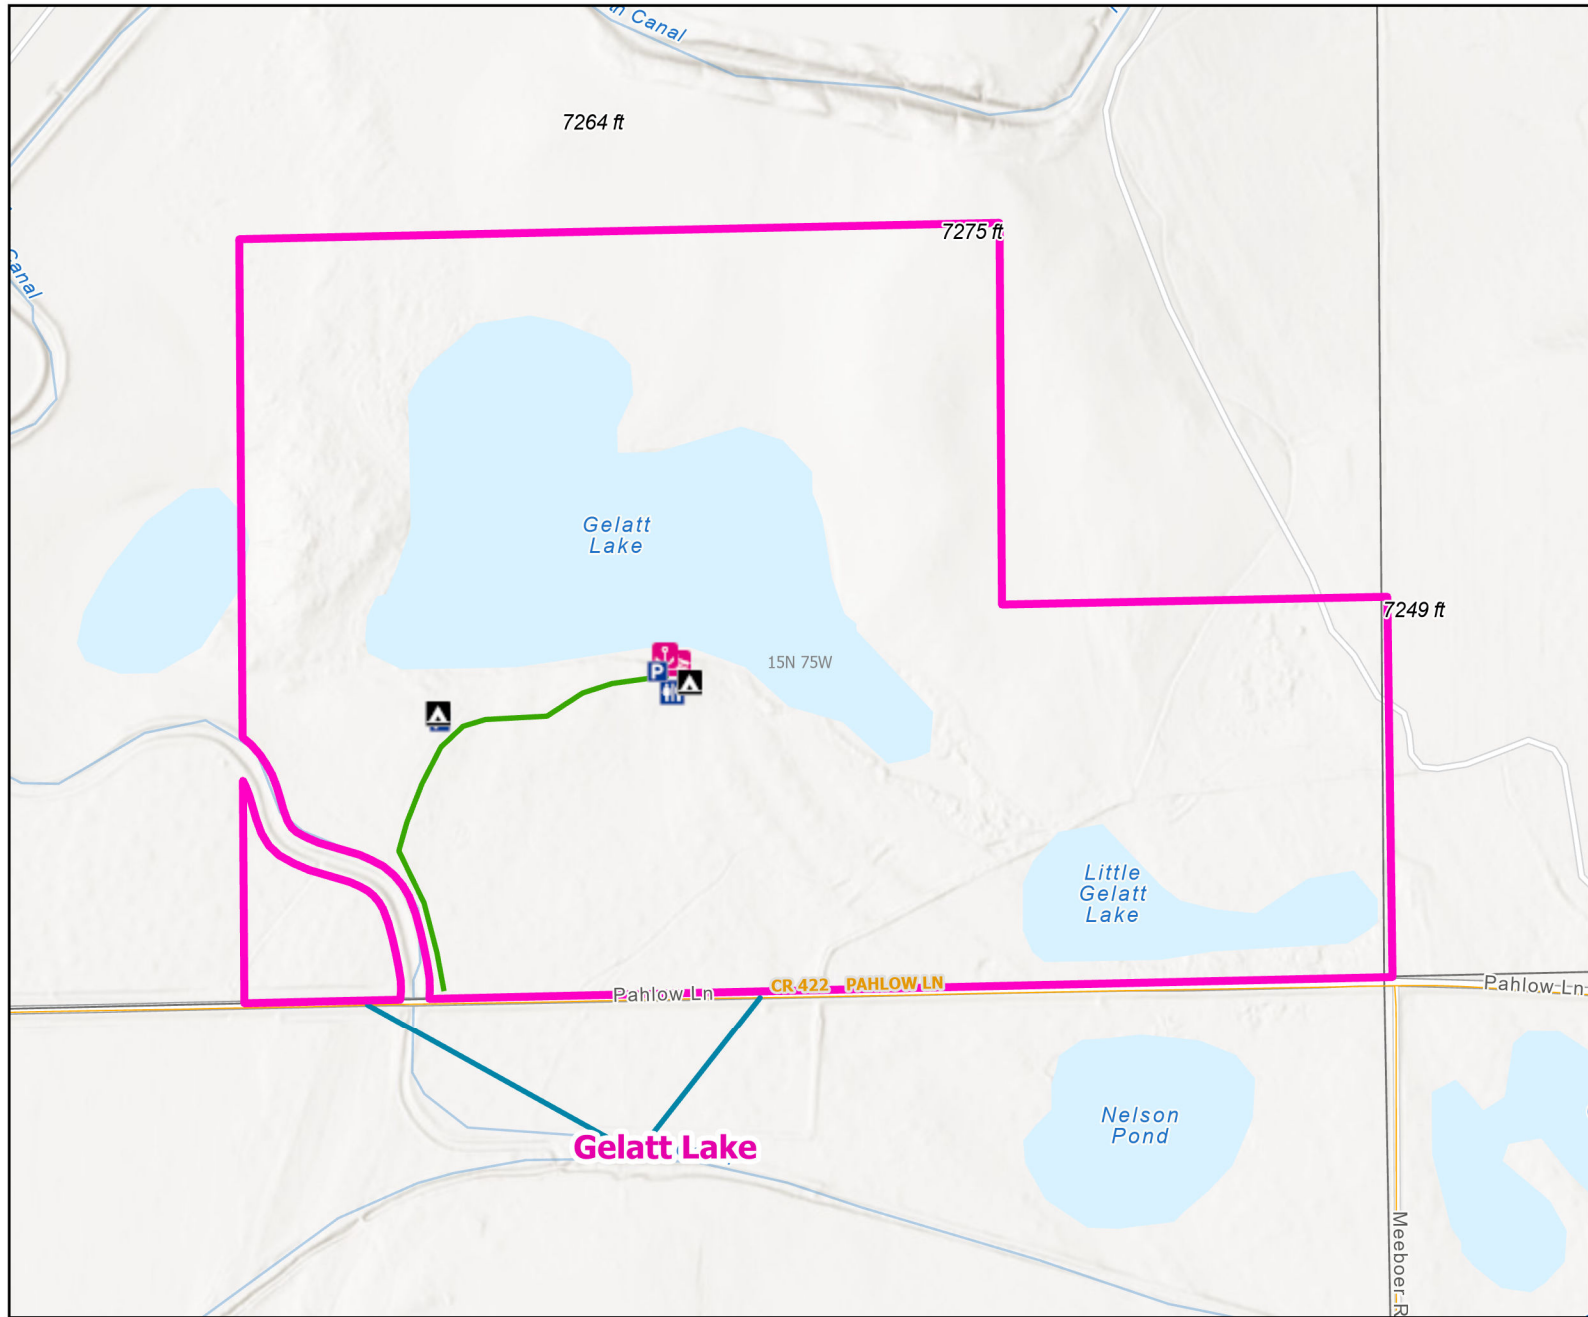 Canal
7264 ft
7275 ft
Canal
Gelatt
Lake
7249 ft
15N 75W
P
Little
Gelatt
Lake
CR 422 PAHLOW LN
Pahlow Ln
Pahlow Ln
Nelson
Pond
Gelatt Lake
Meeboer R